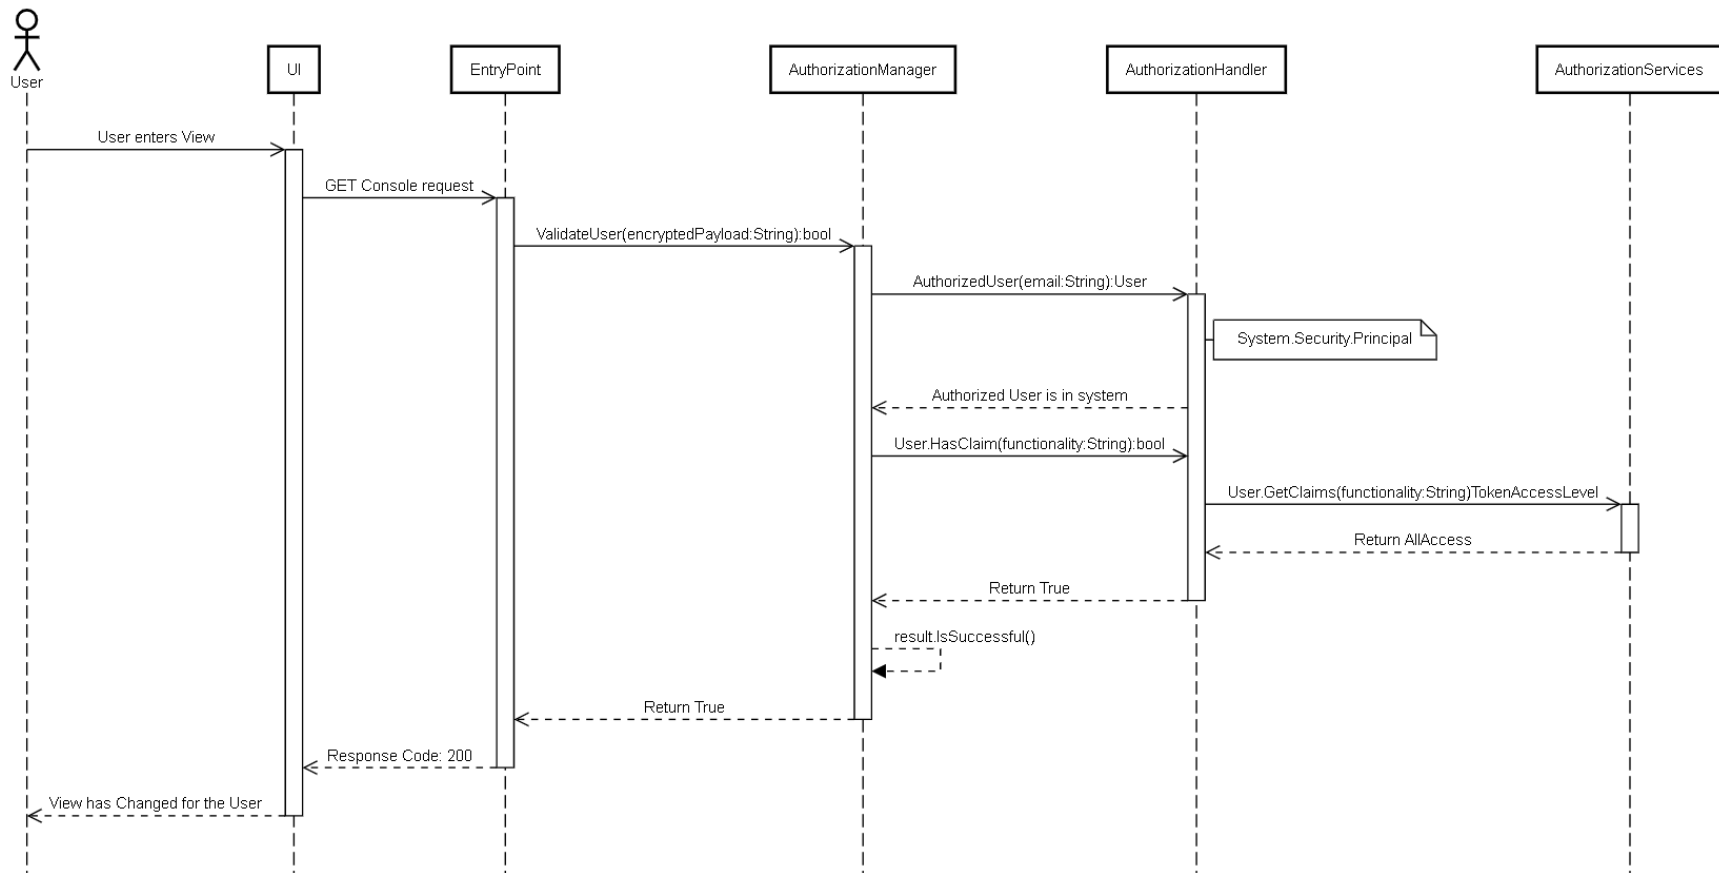 User
UI
EntryPoint
AuthorizationManager
AuthorizationHandler
AuthorizationServices
User enters View
GET Console request
ValidateUser(encryptedPayload:String):bool
AuthorizedUser(email:String):User
System.Security.Principal
Authorized User is in system
User.HasClaim(functionality:String):bool
User.GetClaims(functionality:String)TokenAccessLevel
Return AllAccess
Return True
result.IsSuccessful()
Return True
Response Code: 200
View has Changed for the User